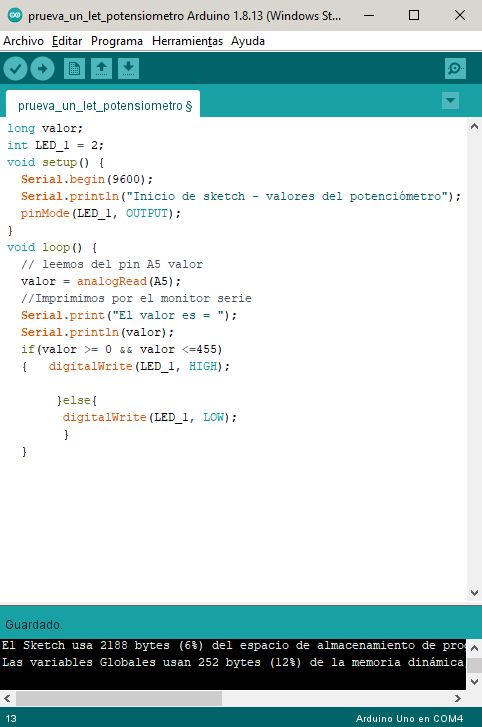 prueva_un_let_potensiometro Arduino 1.8.13 (Windows St...
Archivo Editar Programa Herramientas Ayuda
prueva_un_let_potensiometro §
long valor;
int LED_1 = 2;
void setup() {
  Serial.begin(9600);
  Serial.println("Inicio de sketch - valores del potenciómetro");
  pinMode(LED_1, OUTPUT);
}
void loop() {
  // leemos del pin A5 valor
  valor = analogRead(A5);
  //Imprimimos por el monitor serie
  Serial.print("El valor es = ");
  Serial.println(valor);
  if(valor >= 0 && valor <=455)
  {   digitalWrite(LED_1, HIGH);
       }else{
        digitalWrite(LED_1, LOW);
        }
  }
Guardado.
El Sketch usa 2188 bytes (6%) del espacio de almacenamiento de
Las variables Globales usan 252 bytes (12%) de la memoria dinámica
13 Arduino Uno en COM4